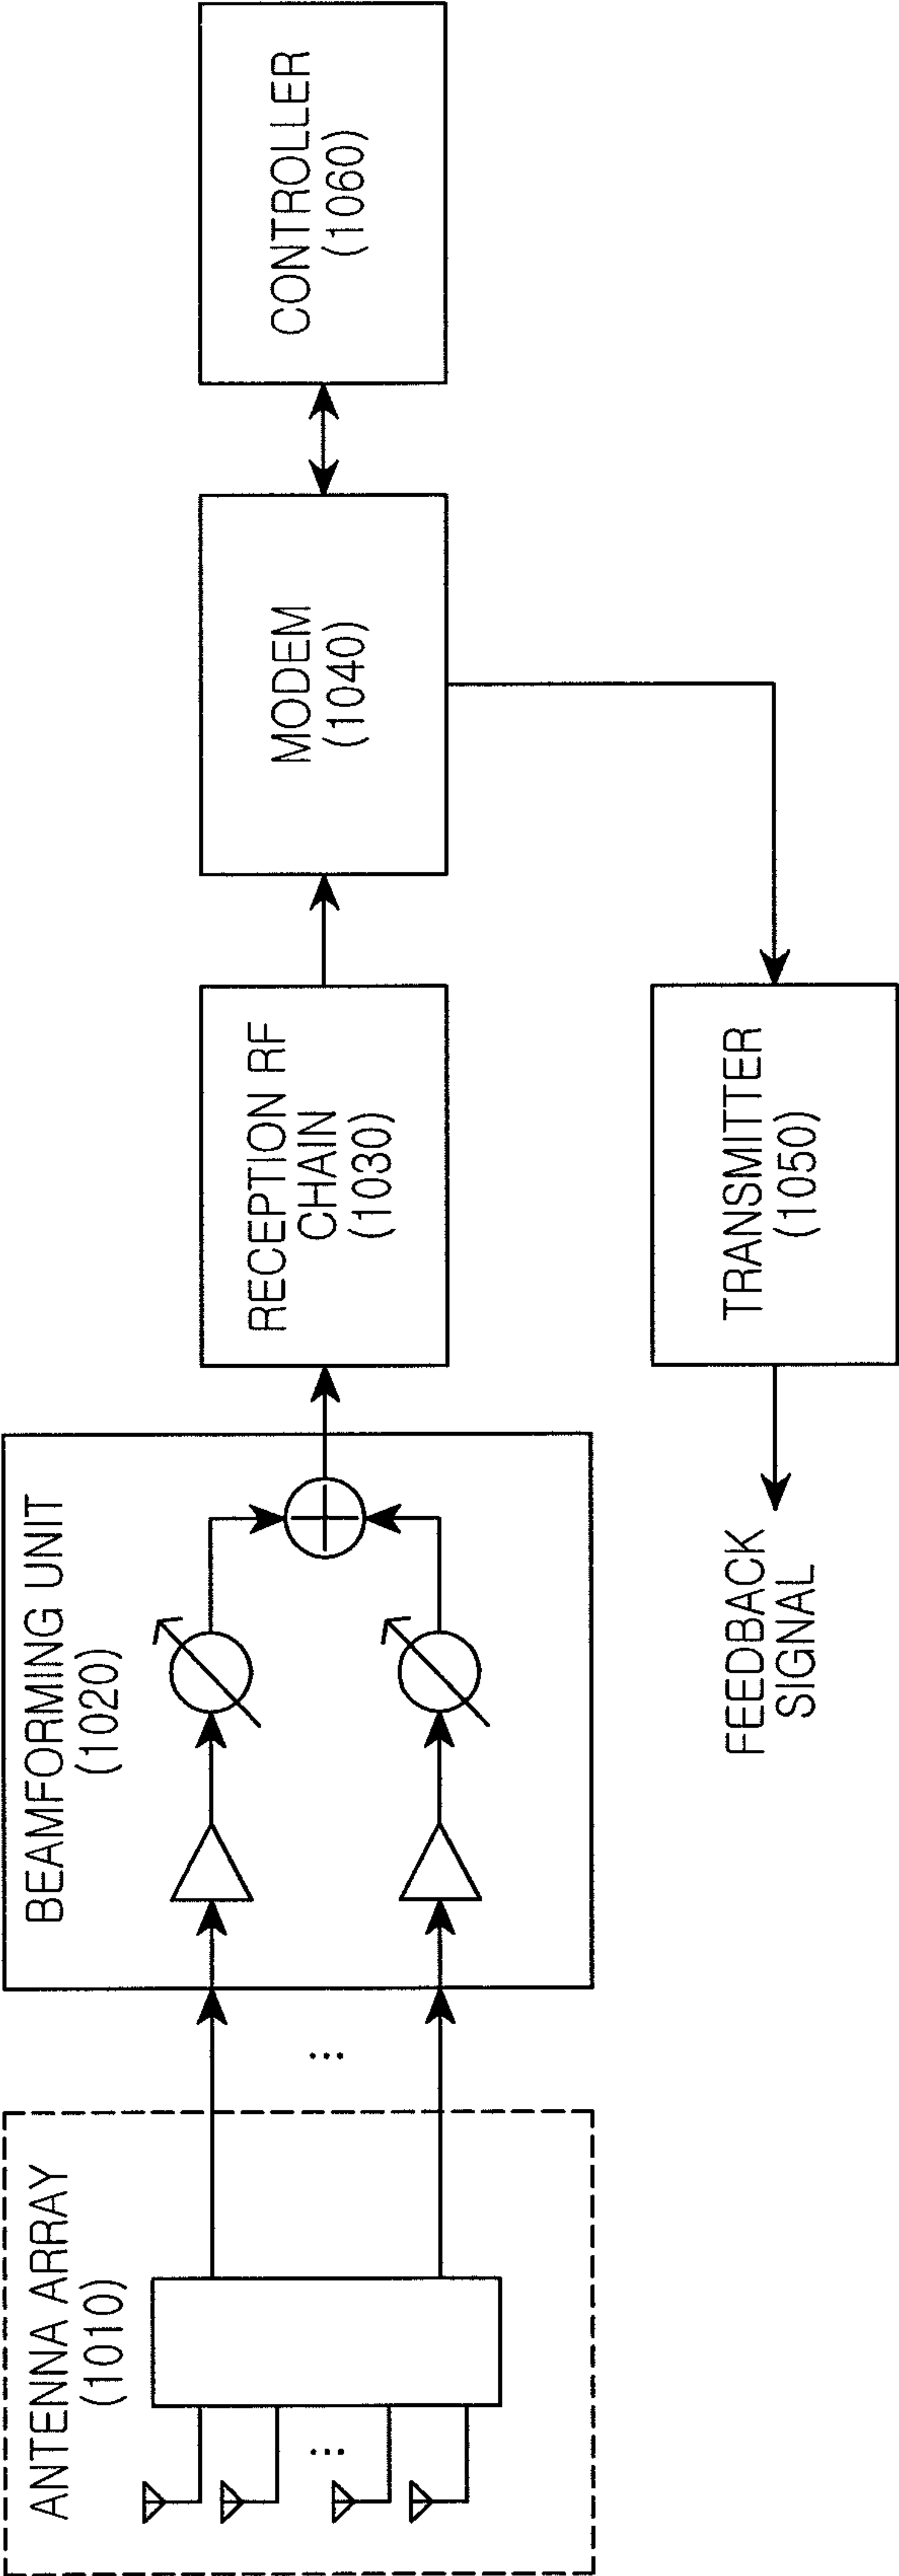 ANTENNA ARRAY
(1010)
...
...
BEAMFORMING UNIT
(1020)
RECEPTION RF
CHAIN
(1030)
MODEM
(1040)
CONTROLLER
(1060)
TRANSMITTER
(1050)
FEEDBACK
SIGNAL